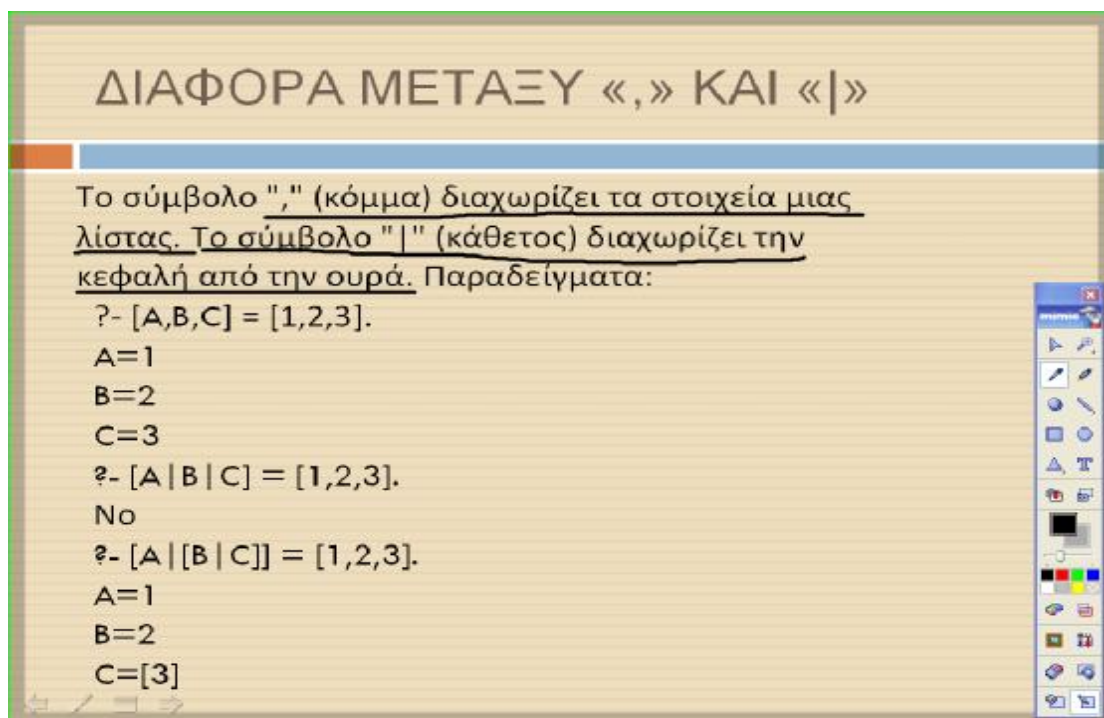 ΔΙΑΦΟΡΑ ΜΕΤΑΞΥ «,» ΚΑΙ «|»
Το σύμβολο "," (κόμμα) διαχωρίζει τα στοιχεία μιας
λίστας. Το σύμβολο "|" (κάθετος) διαχωρίζει την
κεφαλή από την ουρά. Παραδείγματα:
?- [A,B,C] = [1,2,3].
A=1
B=2
C=3
?- [A|B|C] = [1,2,3].
No
?- [A|[B|C]] = [1,2,3].
A=1
B=2
C=[3]
mimio